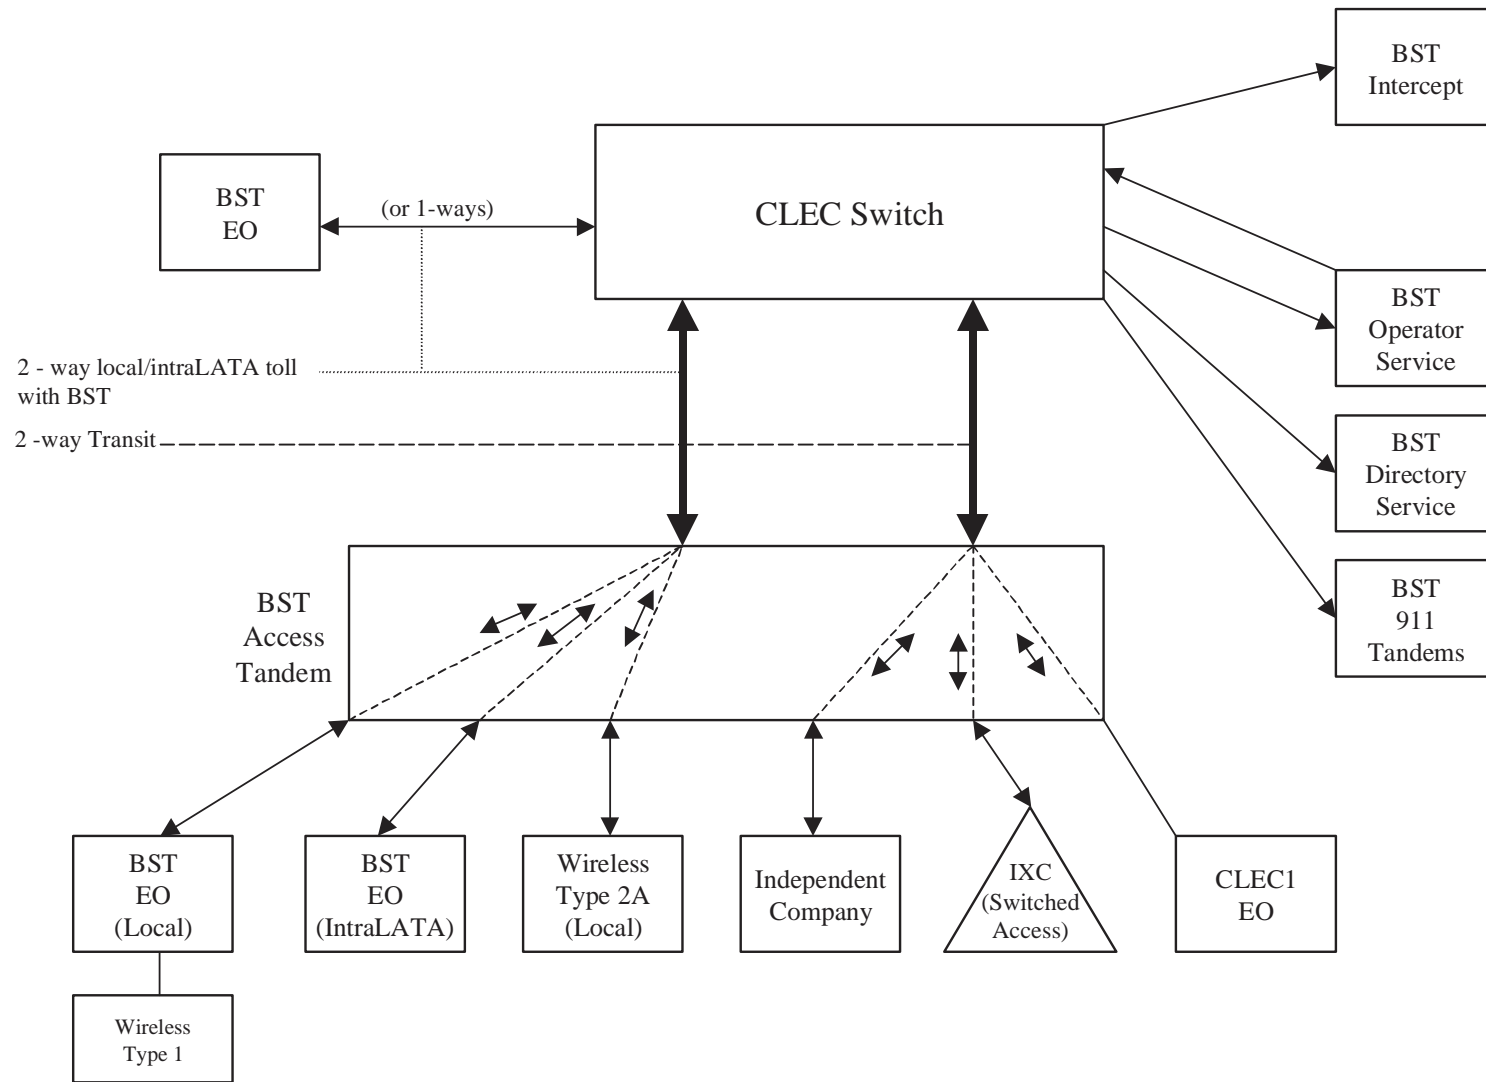 BST
Intercept
BST
EO
(or 1-ways)
CLEC Switch
BST
Operator
Service
2 - way local/intraLATA toll
with BST
2 -way Transit
BST
Directory
Service
BST
911
Tandems
BST
Access
Tandem
BST
EO
(Local)
BST
EO
(IntraLATA)
Wireless
Type 2A
(Local)
Independent
Company
IXC
(Switched
Access)
CLEC1
EO
Wireless
Type 1